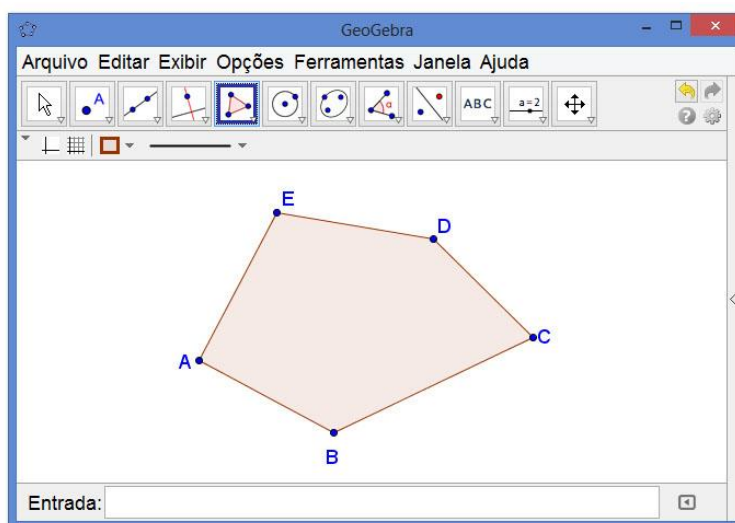 GeoGebra
Arquivo Editar Exibir Opções Ferramentas Janela Ajuda
A α ABC a=2
E
D
C
A
B
Entrada: